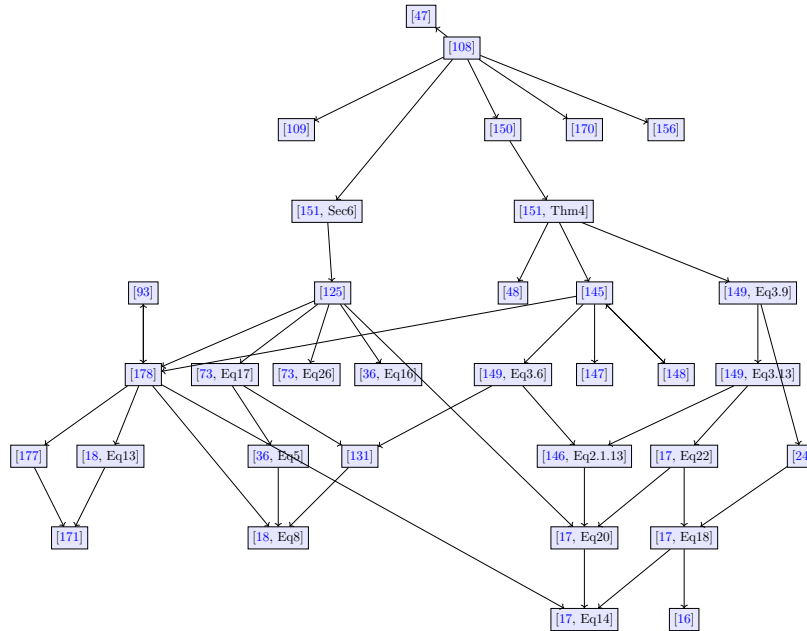 [47]
[108]
[109]
[150]
[170]
[156]
[151, Sec6]
[151, Thm4]
[93]
[125]
[48]
[145]
[149, Eq3.9]
[178]
[73, Eq17]
[73, Eq26]
[36, Eq16]
[149, Eq3.6]
[147]
[148]
[149, Eq3.13]
[177]
[18, Eq13]
[36, Eq5]
[131]
[146, Eq2.1.13]
[17, Eq22]
[24
[171]
[18, Eq8]
[17, Eq20]
[17, Eq18]
[17, Eq14]
[16]